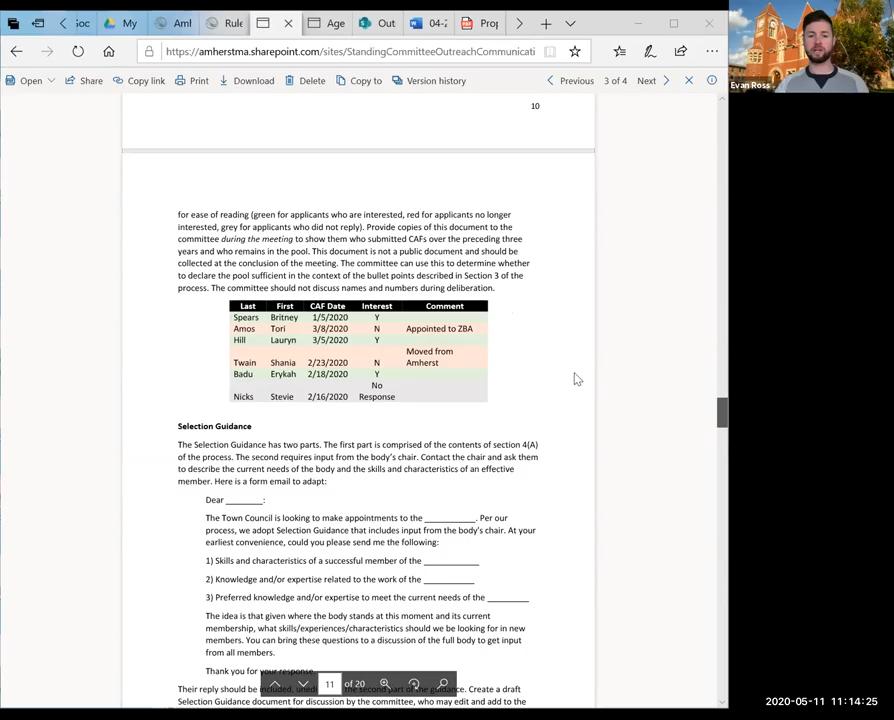 ioc
My
Aml
Rule
Age
Out
04-2
Prop
https://amherstma.sharepoint.com/sites/StandingCommitteeOutreachCommunicati
Open
Share
Copy link
Print
Download
Delete
Copy to
Version history
Previous
3 of 4
Next
Evan Ross
10
for ease of reading (green for applicants who are interested, red for applicants no longer
interested, grey for applicants who did not reply). Provide copies of this document to the
committee during the meeting to show them who submitted CAFs over the preceding three
years and who remains in the pool. This document is not a public document and should be
collected at the conclusion of the meeting. The committee can use this to determine whether
to declare the pool sufficient in the context of the bullet points described in Section 3 of the
process. The committee should not discuss names and numbers during deliberation.
Last First CAF Date Interest Comment
Spears Britney 1/5/2020 Y
Amos Tori 3/8/2020 N Appointed to ZBA
Hill Lauryn 3/5/2020 Y
Twain Shania 2/23/2020 N Moved from Amherst
Badu Erykah 2/18/2020 Y
Nicks Stevie 2/16/2020 No Response
Selection Guidance
The Selection Guidance has two parts. The first part is comprised of the contents of section 4(A)
of the process. The second requires input from the body's chair. Contact the chair and ask them
to describe the current needs of the body and the skills and characteristics of an effective
member. Here is a form email to adapt:
Dear ________:
The Town Council is looking to make appointments to the ___________. Per our
process, we adopt Selection Guidance that includes input from the body's chair. At your
earliest convenience, could you please send me the following:
1) Skills and characteristics of a successful member of the ____________
2) Knowledge and/or expertise related to the work of the ___________
3) Preferred knowledge and/or expertise to meet the current needs of the _________
The idea is that given where the body stands at this moment and its current
membership, what skills/experiences/characteristics should we be looking for in new
members. You can bring these questions to a discussion of the full body to get input
from all members.
Thank you for your response.
11 of 20
Their reply should be included, the second part of the guidance. Create a draft
Selection Guidance document for discussion by the committee, who may edit and add to the
2020-05-11 11:14:25